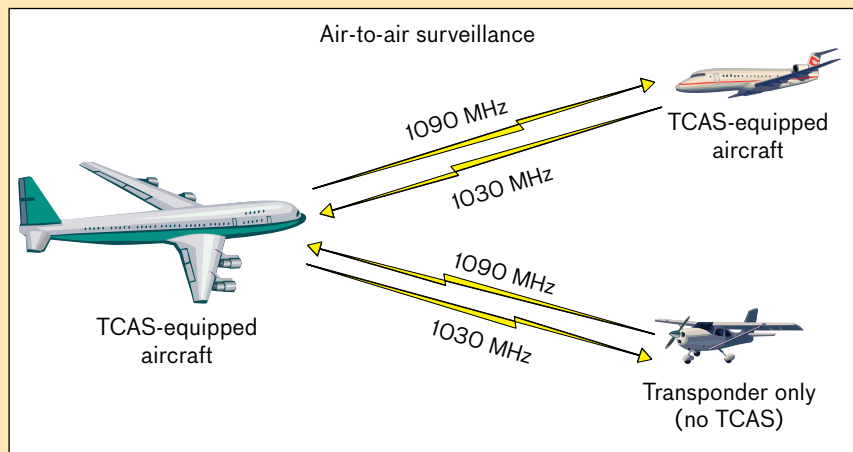 Air-to-air surveillance
1090 MHz
TCAS-equipped
aircraft
1030 MHz
TCAS-equipped
aircraft
1090 MHz
1030 MHz
Transponder only
(no TCAS)